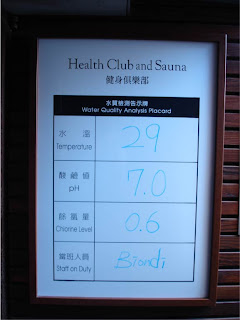 Health Club and Sauna
健身俱樂部
水質檢測告示牌
Water Quality Analysis Placard
水溫
Temperature
29
酸鹼值
pH
7.0
餘氯量
Chlorine Level
0.6
當班人員
Staff on Duty
Biondi